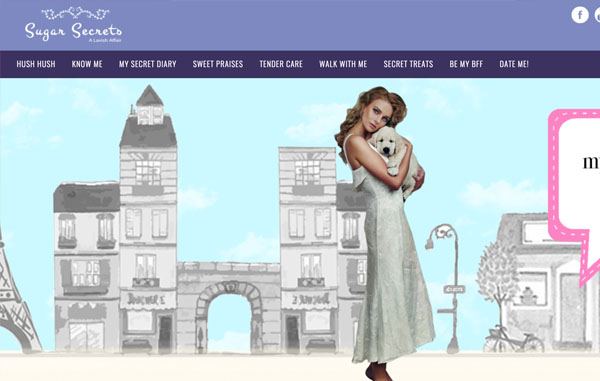 Sugar Secrets
A Lavish Affair
HUSH HUSH KNOW ME MY SECRET DIARY SWEET PRAISES TENDER CARE WALK WITH ME SECRET TREATS BE MY BFF DATE ME!